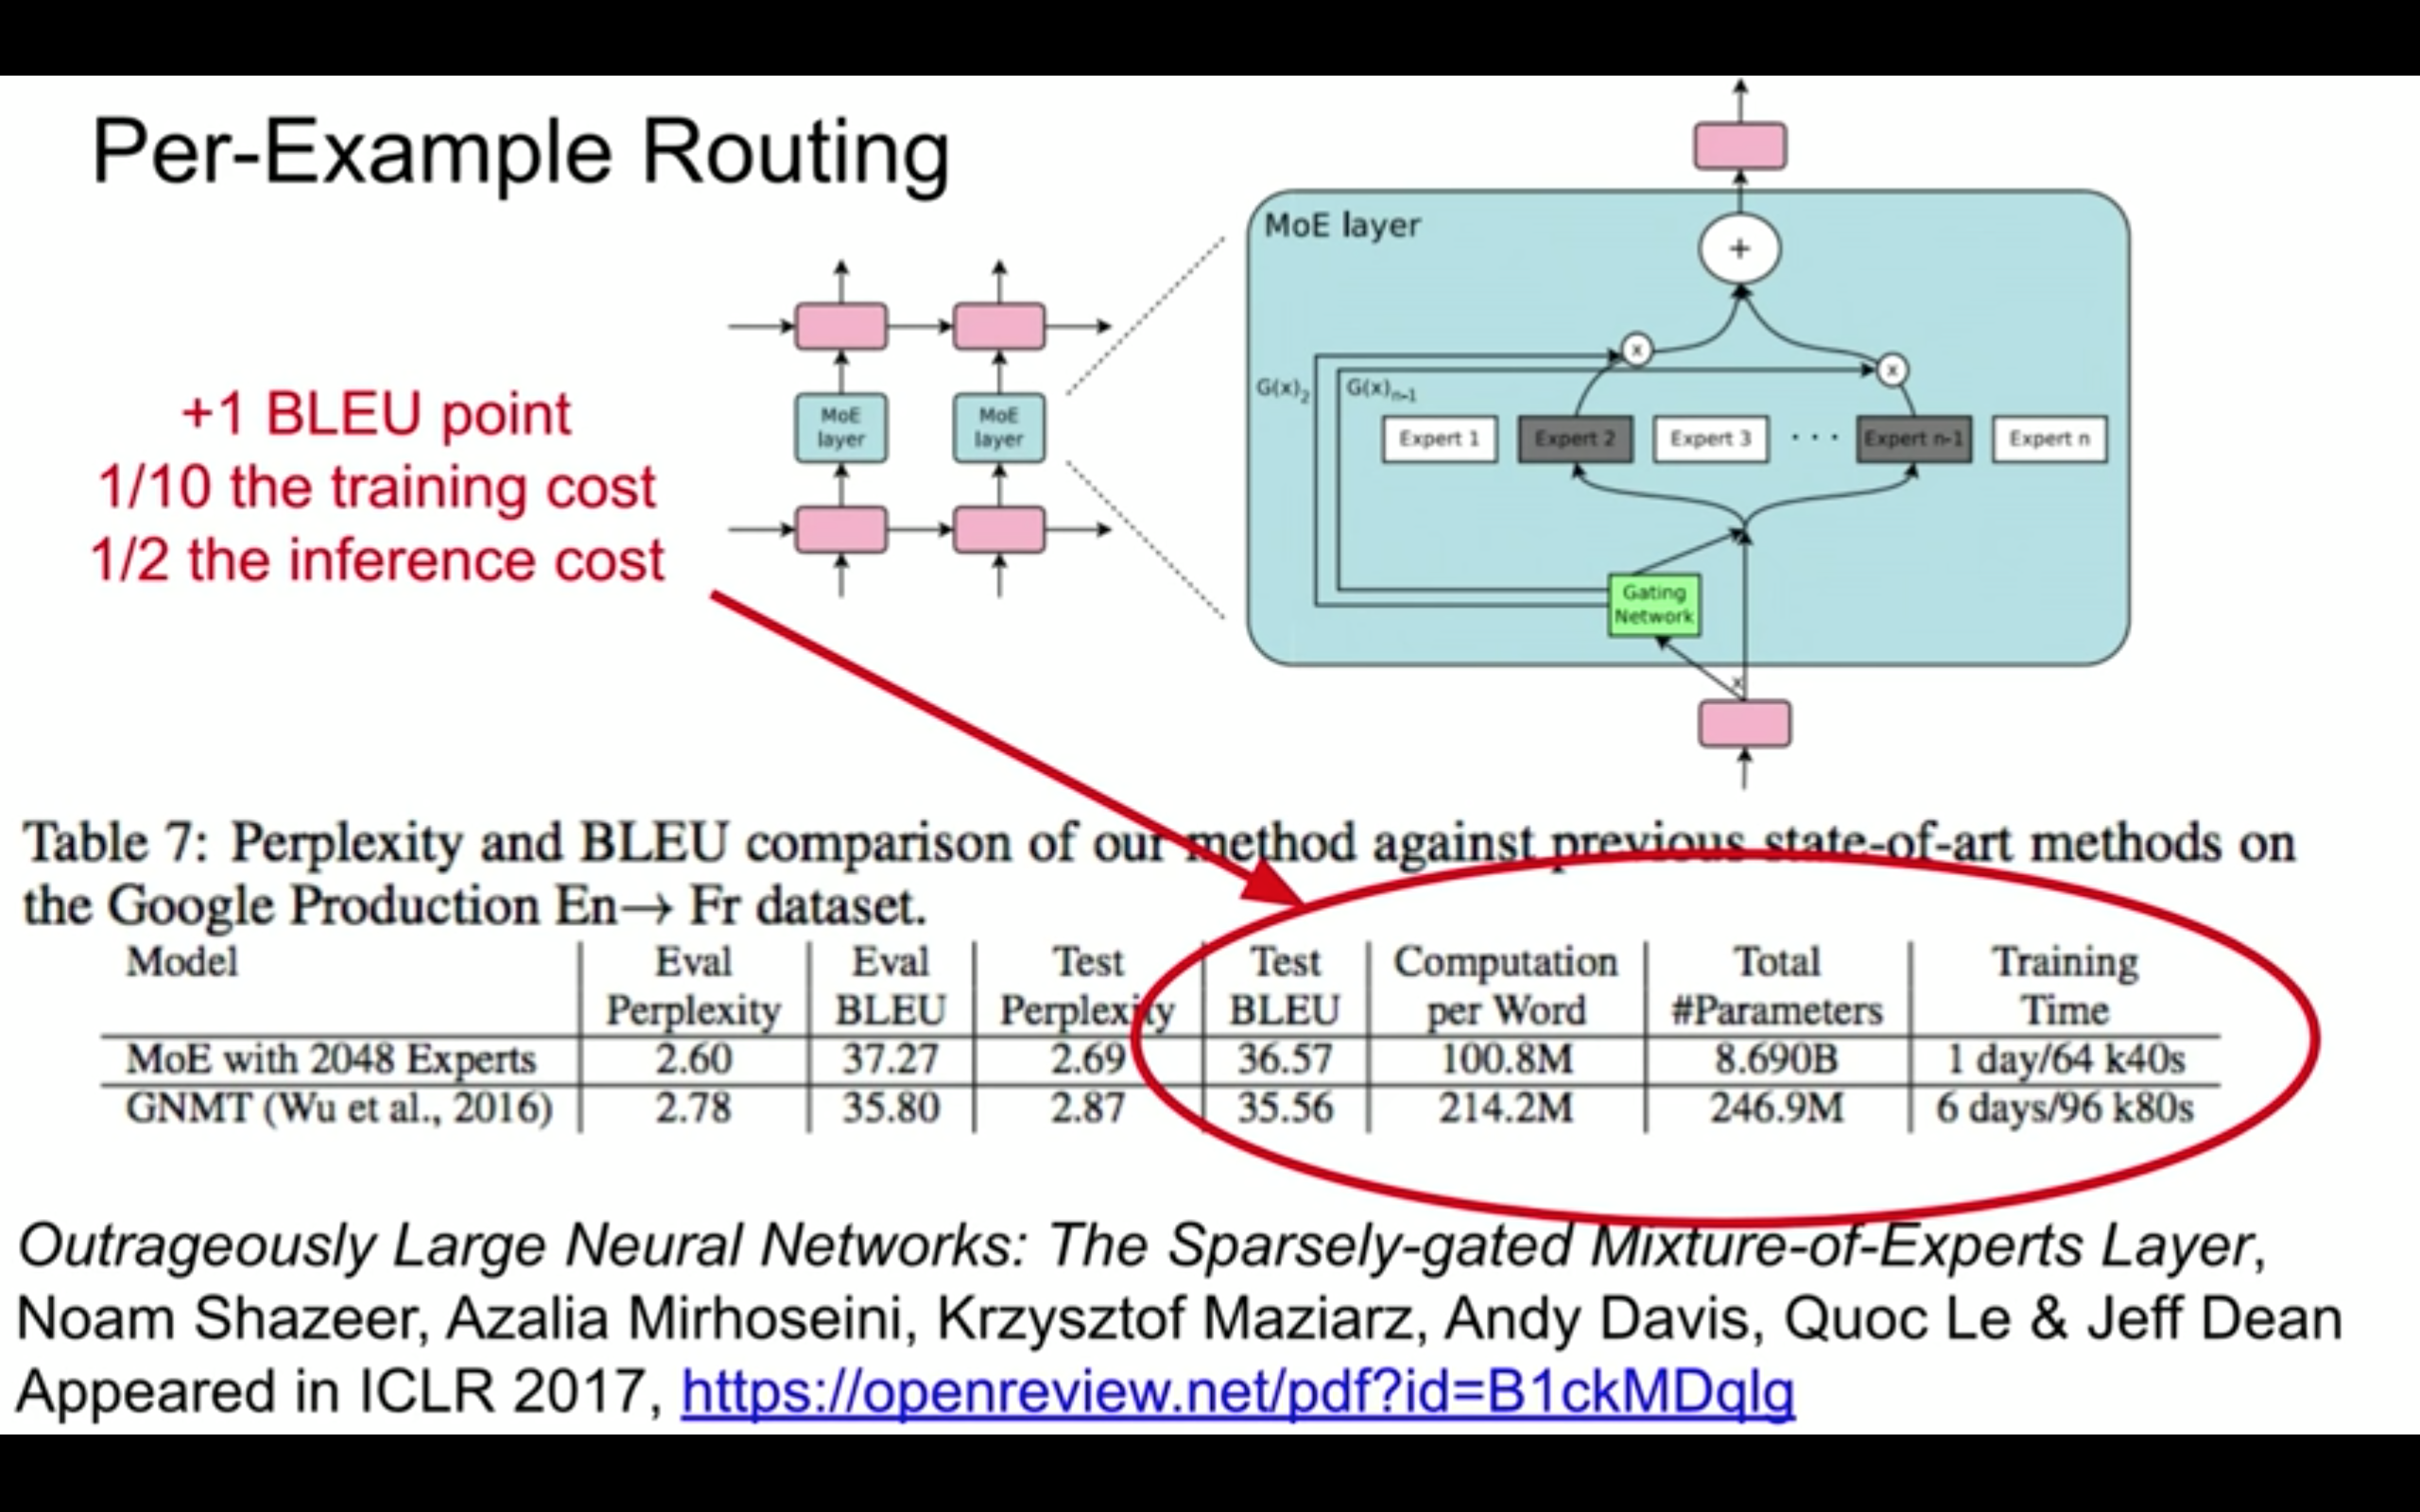 Per-Example Routing
+1 BLEU point
1/10 the training cost
1/2 the inference cost
MoE layer
MoE layer
MoE layer
+
x
x
G(x)2
G(x)n-1
Expert 1
Expert 2
Expert 3
. . .
Expert n-1
Expert n
Gating Network
x
Table 7: Perplexity and BLEU comparison of our method against previous state-of-art methods on
the Google Production En→ Fr dataset.
Model | Eval Perplexity | Eval BLEU | Test Perplexity | Test BLEU | Computation per Word | Total #Parameters | Training Time
MoE with 2048 Experts | 2.60 | 37.27 | 2.69 | 36.57 | 100.8M | 8.690B | 1 day/64 k40s
GNMT (Wu et al., 2016) | 2.78 | 35.80 | 2.87 | 35.56 | 214.2M | 246.9M | 6 days/96 k80s
Outrageously Large Neural Networks: The Sparsely-gated Mixture-of-Experts Layer,
Noam Shazeer, Azalia Mirhoseini, Krzysztof Maziarz, Andy Davis, Quoc Le & Jeff Dean
Appeared in ICLR 2017, https://openreview.net/pdf?id=B1ckMDqlg